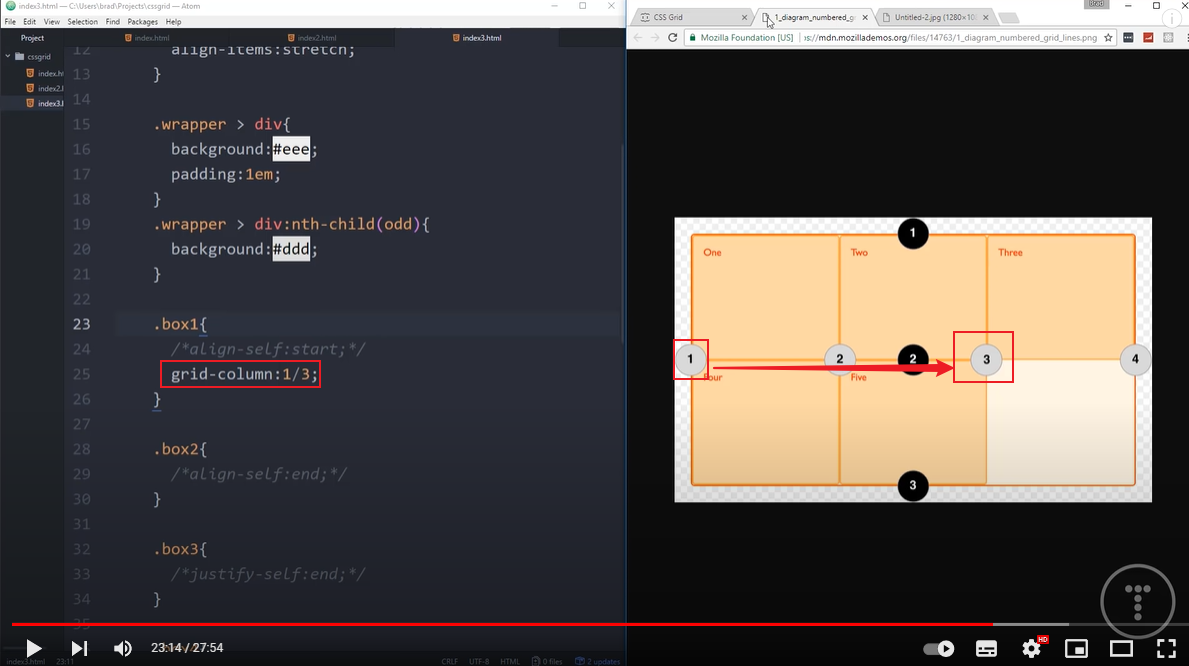 index3.html — C:\Users\brad\Projects\cssgrid — Atom
File Edit View Selection Find Packages Help
Project
index.html
index2.html
index3.html
cssgrid
index.ht
index2.l
index3.l
12 align-items:stretch;
13 }
14
15 .wrapper > div{
16 background:#eee;
17 padding:1em;
18 }
19 .wrapper > div:nth-child(odd){
20 background:#ddd;
21 }
22
23 .box1{
24 /*align-self:start;*/
25 grid-column:1/3;
26 }
27
28 .box2{
29 /*align-self:end;*/
30 }
31
32 .box3{
33 /*justify-self:end;*/
34 }
35
index3.html 23:11
CRLF UTF-8 HTML 0 files 2 updates
Brad
CSS Grid
1_diagram_numbered_g
Untitled-2.jpg (1280×10
Mozilla Foundation [US]
s://mdn.mozillademos.org/files/14763/1_diagram_numbered_grid_lines.png
1
One
Two
Three
1
2
2
3
4
Four
Five
3
23:14 / 27:54
HD